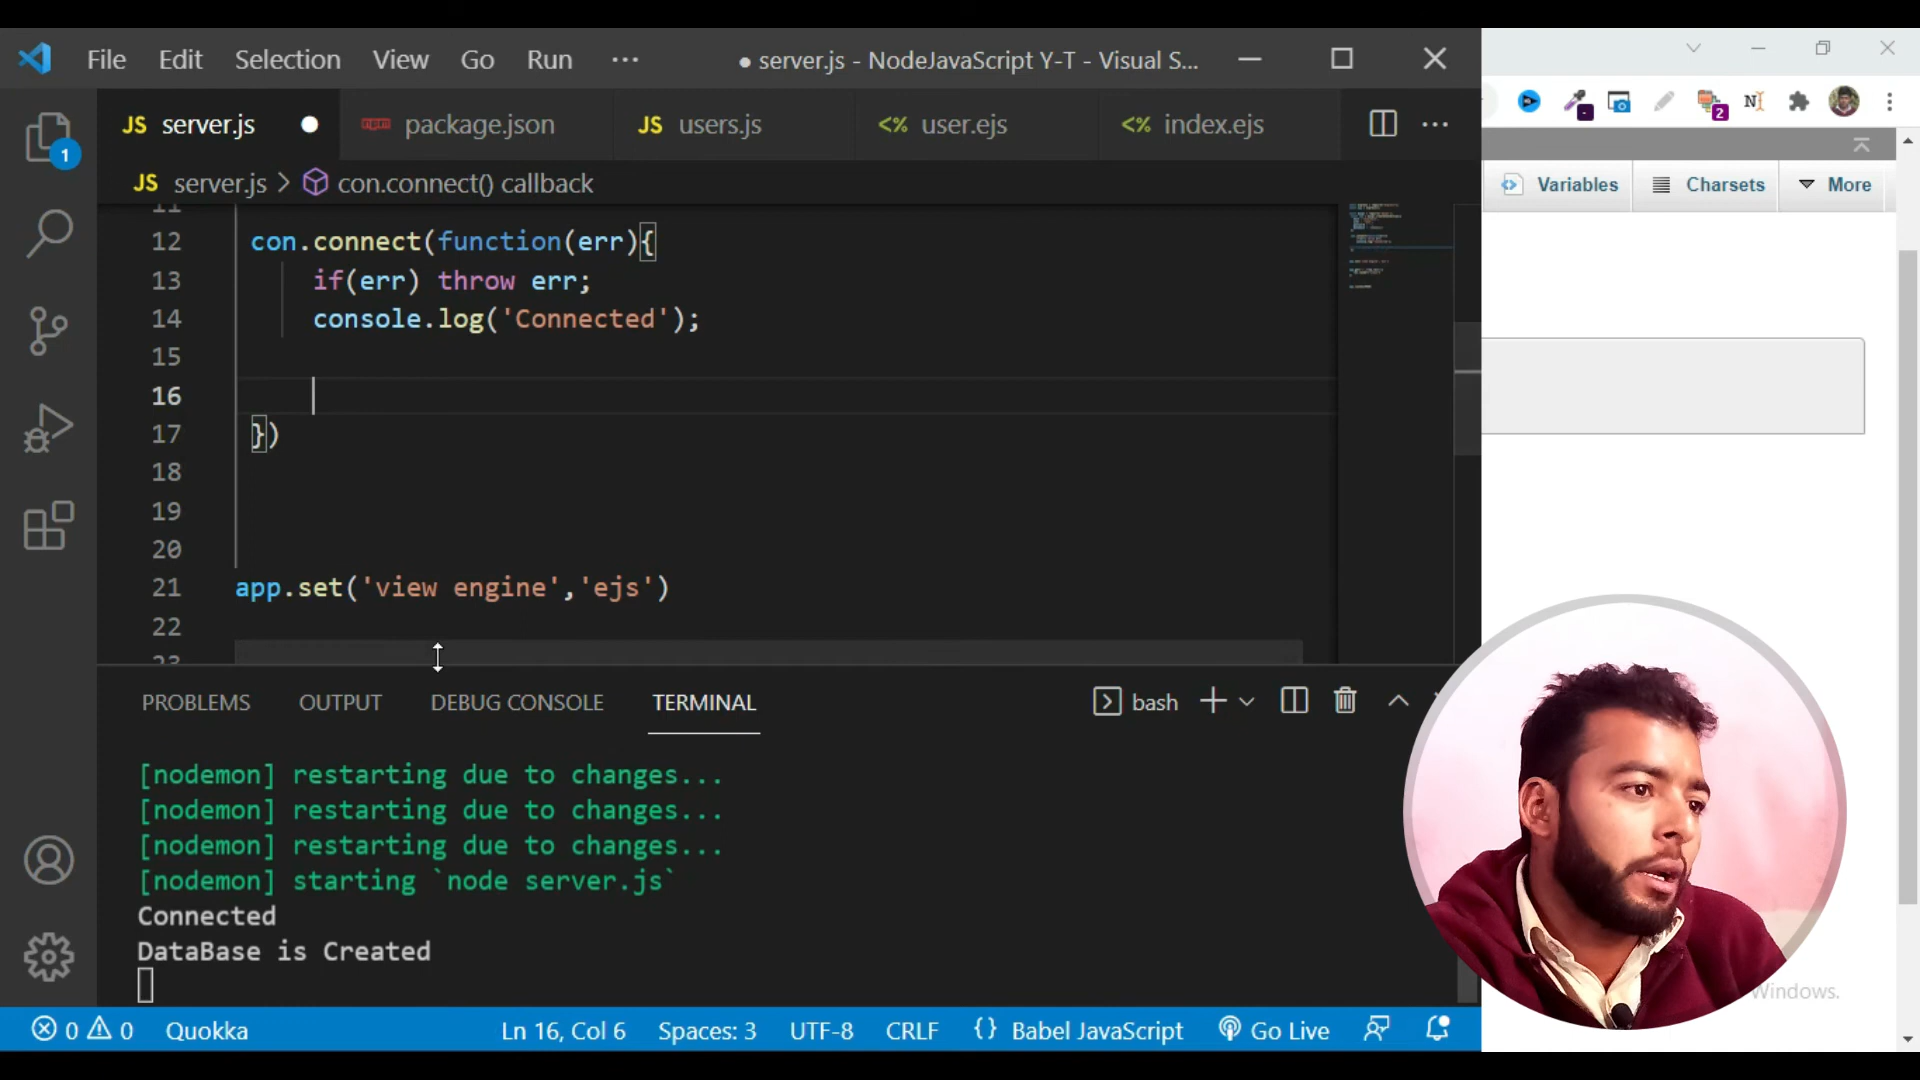 File Edit Selection View Go Run ··· ● server.js - NodeJavaScript Y-T - Visual S...
JS server.js ● npm package.json JS users.js <% user.ejs <% index.ejs ···
JS server.js > con.connect() callback
11
12 con.connect(function(err){
13 if(err) throw err;
14 console.log('Connected');
15
16
17 })
18
19
20
21 app.set('view engine','ejs')
22
23
1
2
N
Variables Charsets More
PROBLEMS OUTPUT DEBUG CONSOLE TERMINAL bash
[nodemon] restarting due to changes...
[nodemon] restarting due to changes...
[nodemon] restarting due to changes...
[nodemon] starting `node server.js`
Connected
DataBase is Created
Windows.
0 0 Quokka Ln 16, Col 6 Spaces: 3 UTF-8 CRLF {} Babel JavaScript Go Live